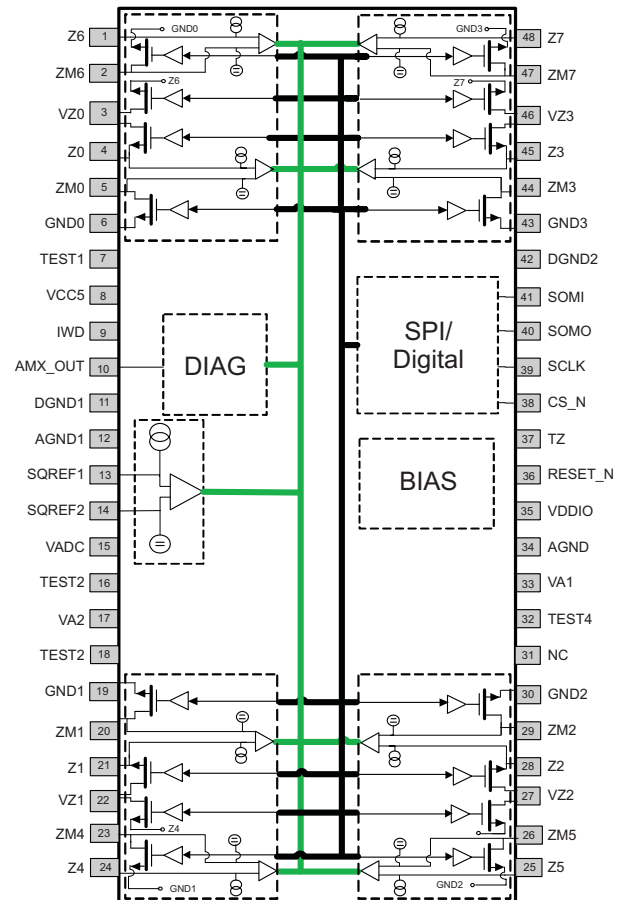 Z6 1 GND0 GND3 48 Z7
ZM6 2 47 ZM7
Z6 Z7
VZ0 3 46 VZ3
Z0 4 45 Z3
ZM0 5 44 ZM3
GND0 6 43 GND3
TEST1 7 42 DGND2
VCC5 8 41 SOMI
IWD 9 40 SOMO
AMX_OUT 10 39 SCLK
DIAG
SPI/
Digital
DGND1 11 38 CS_N
AGND1 12 37 TZ
SQREF1 13 36 RESET_N
BIAS
SQREF2 14 35 VDDIO
VADC 15 34 AGND
TEST2 16 33 VA1
VA2 17 32 TEST4
TEST2 18 31 NC
GND1 19 30 GND2
ZM1 20 29 ZM2
Z1 21 28 Z2
VZ1 22 27 VZ2
Z4
ZM4 23 26 ZM5
Z4 24 25 Z5
GND1 GND2